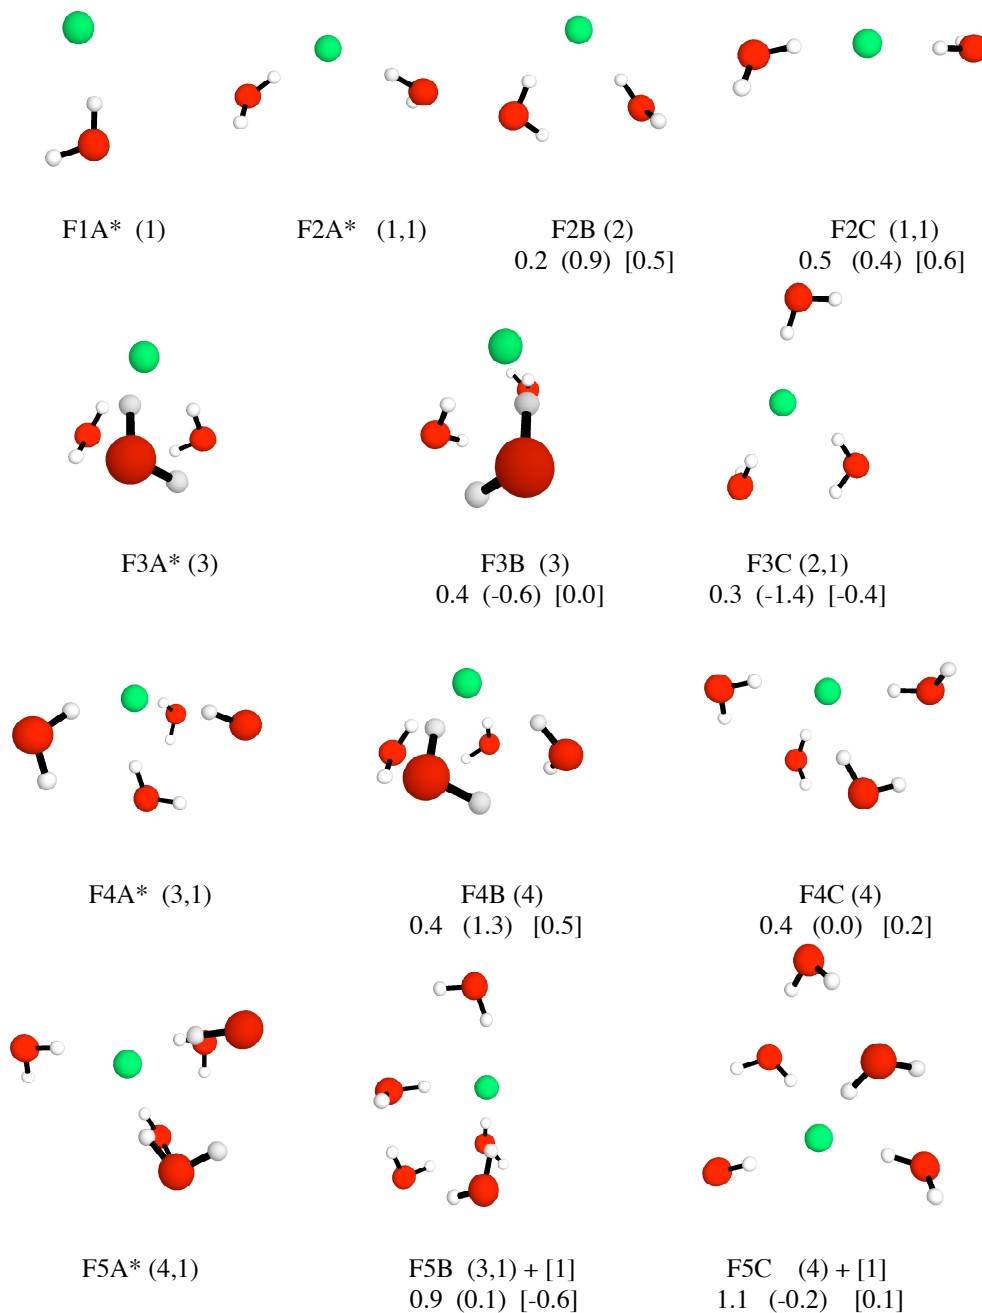 F1A* (1)
F2A* (1,1)
F2B (2)
0.2 (0.9) [0.5]
F2C (1,1)
0.5 (0.4) [0.6]
F3A* (3)
F3B (3)
0.4 (-0.6) [0.0]
F3C (2,1)
0.3 (-1.4) [-0.4]
F4A* (3,1)
F4B (4)
0.4 (1.3) [0.5]
F4C (4)
0.4 (0.0) [0.2]
F5A* (4,1)
F5B (3,1) + [1]
0.9 (0.1) [-0.6]
F5C (4) + [1]
1.1 (-0.2) [0.1]